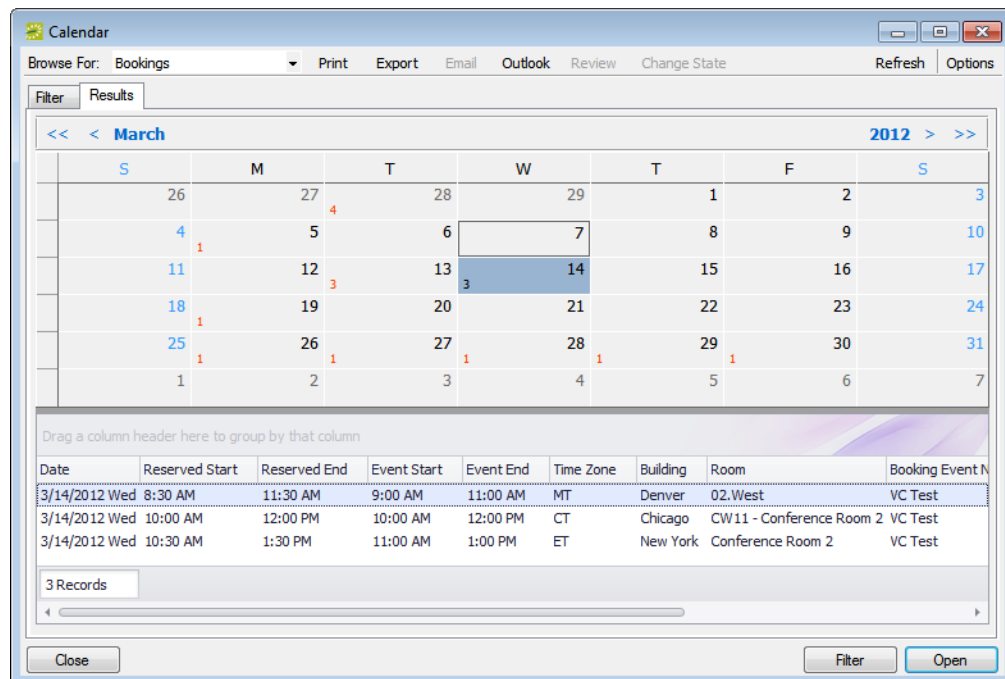 Calendar
Browse For: Bookings Print Export Email Outlook Review Change State Refresh Options
Filter Results
<< < March 2012 > >>
S M T W T F S
26 27 28 29 1 2 3
4
4 5 6 7 8 9 10
1
11 12 13 14 15 16 17
3 3
18 19 20 21 22 23 24
1
25 26 27 28 29 30 31
1 1 1 1 1
1 2 3 4 5 6 7
Drag a column header here to group by that column
Date Reserved Start Reserved End Event Start Event End Time Zone Building Room Booking Event N
3/14/2012 Wed 8:30 AM 11:30 AM 9:00 AM 11:00 AM MT Denver 02.West VC Test
3/14/2012 Wed 10:00 AM 12:00 PM 10:00 AM 12:00 PM CT Chicago CW11 - Conference Room 2 VC Test
3/14/2012 Wed 10:30 AM 1:30 PM 11:00 AM 1:00 PM ET New York Conference Room 2 VC Test
3 Records
Close Filter Open